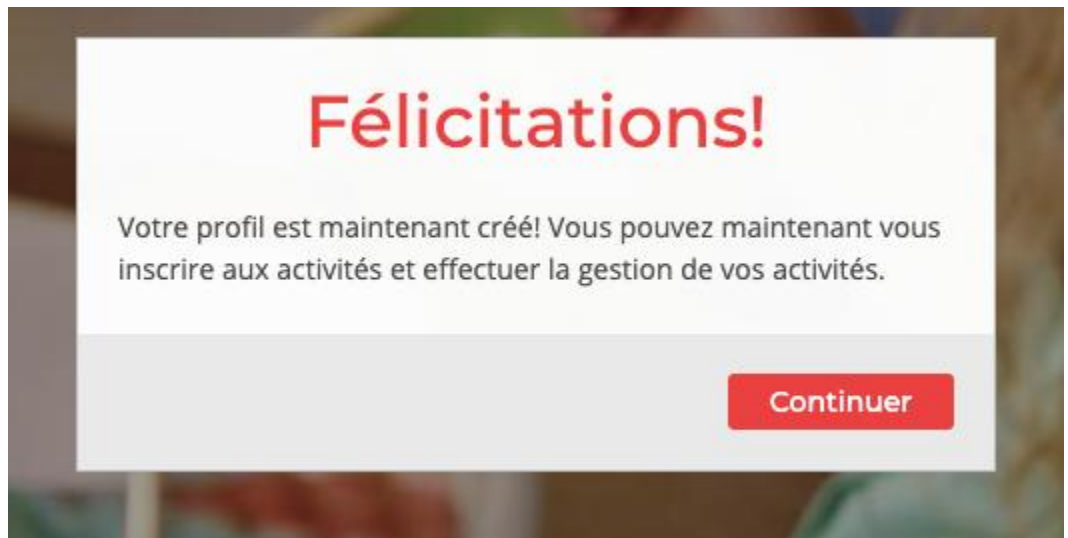 Félicitations!
Votre profil est maintenant créé! Vous pouvez maintenant vous
inscrire aux activités et effectuer la gestion de vos activités.
Continuer